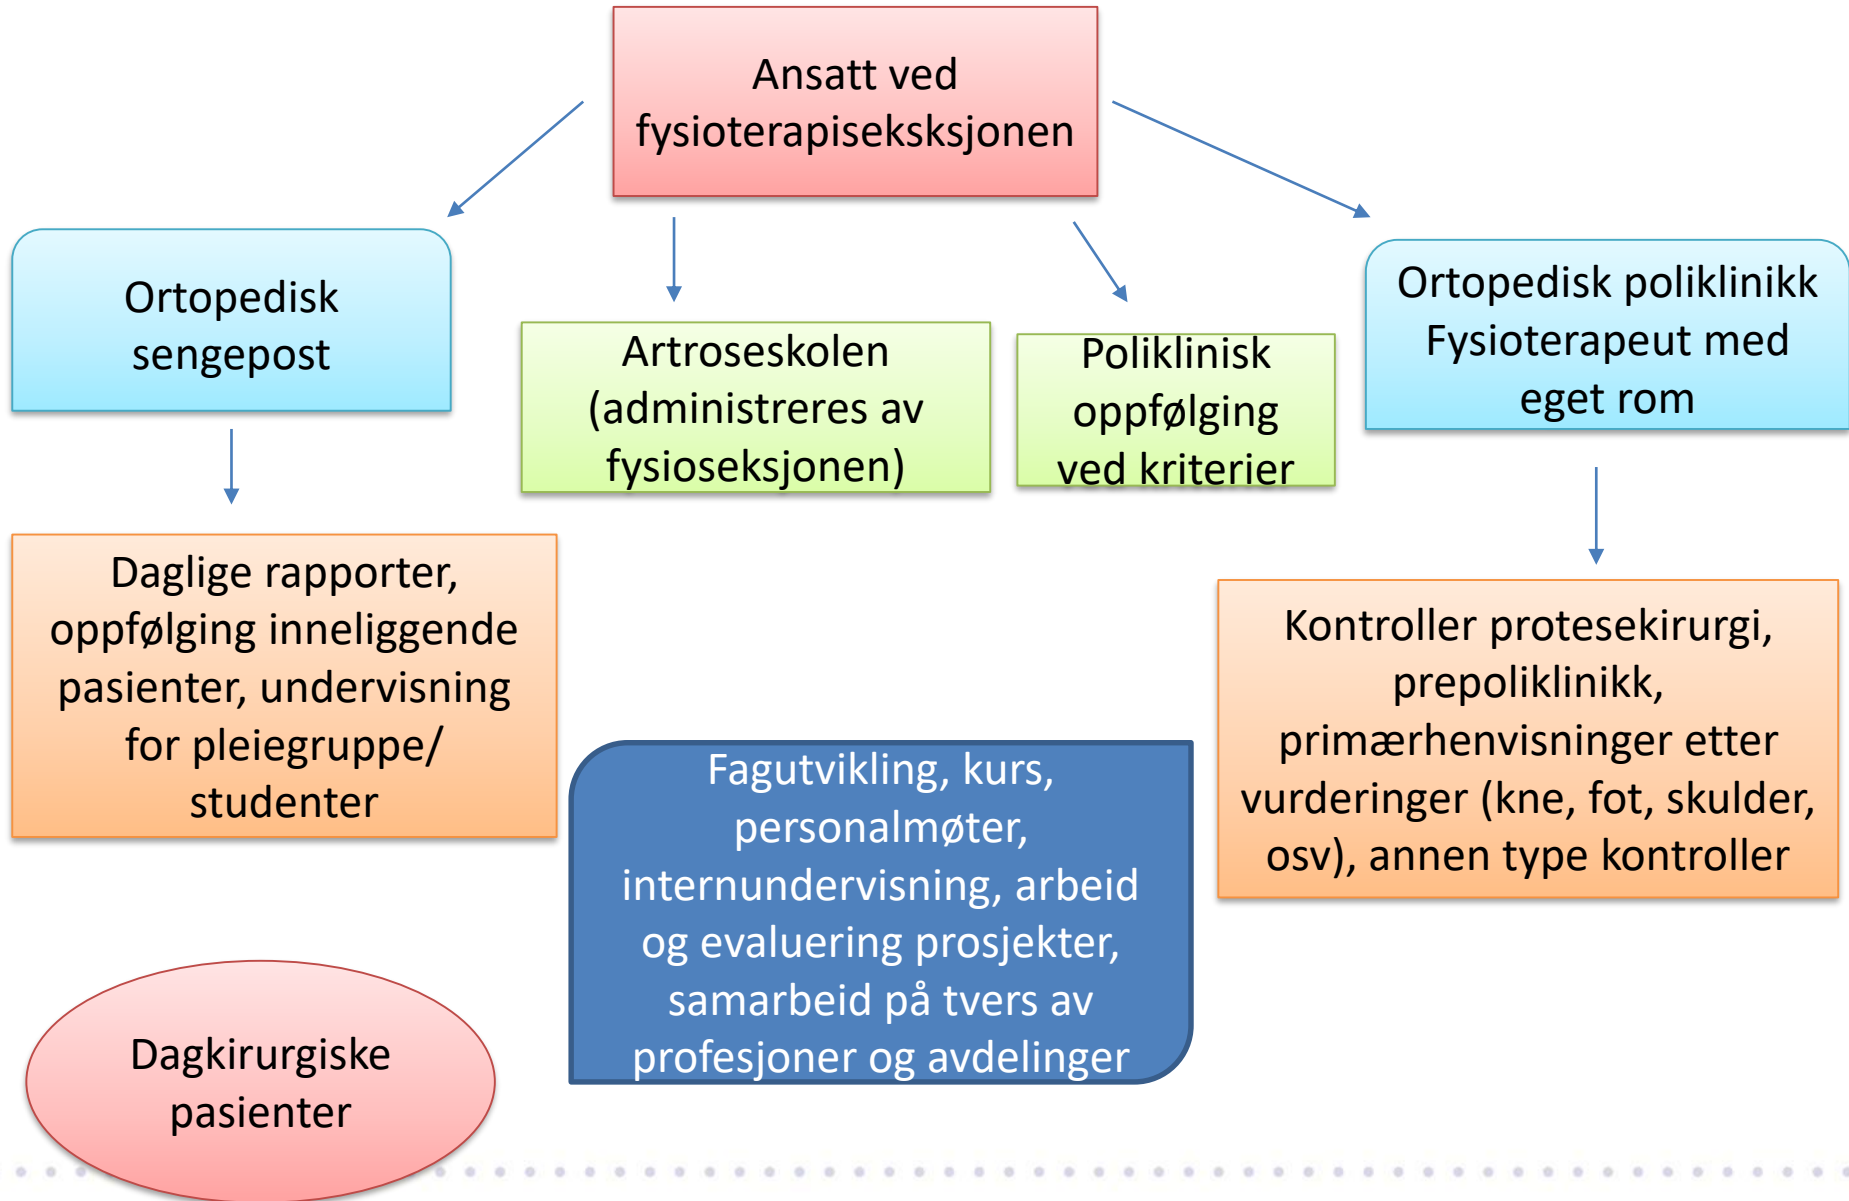 Ansatt ved
fysioterapiseksksjonen
Ortopedisk
sengepost
Artroseskolen
(administreres av
fysioseksjonen)
Poliklinisk
oppfølging
ved kriterier
Ortopedisk poliklinikk
Fysioterapeut med
eget rom
Daglige rapporter,
oppfølging inneliggende
pasienter, undervisning
for pleiegruppe/
studenter
Kontroller protesekirurgi,
prepoliklinikk,
primærhenvisninger etter
vurderinger (kne, fot, skulder,
osv), annen type kontroller
Fagutvikling, kurs,
personalmøter,
internundervisning, arbeid
og evaluering prosjekter,
samarbeid på tvers av
profesjoner og avdelinger
Dagkirurgiske
pasienter